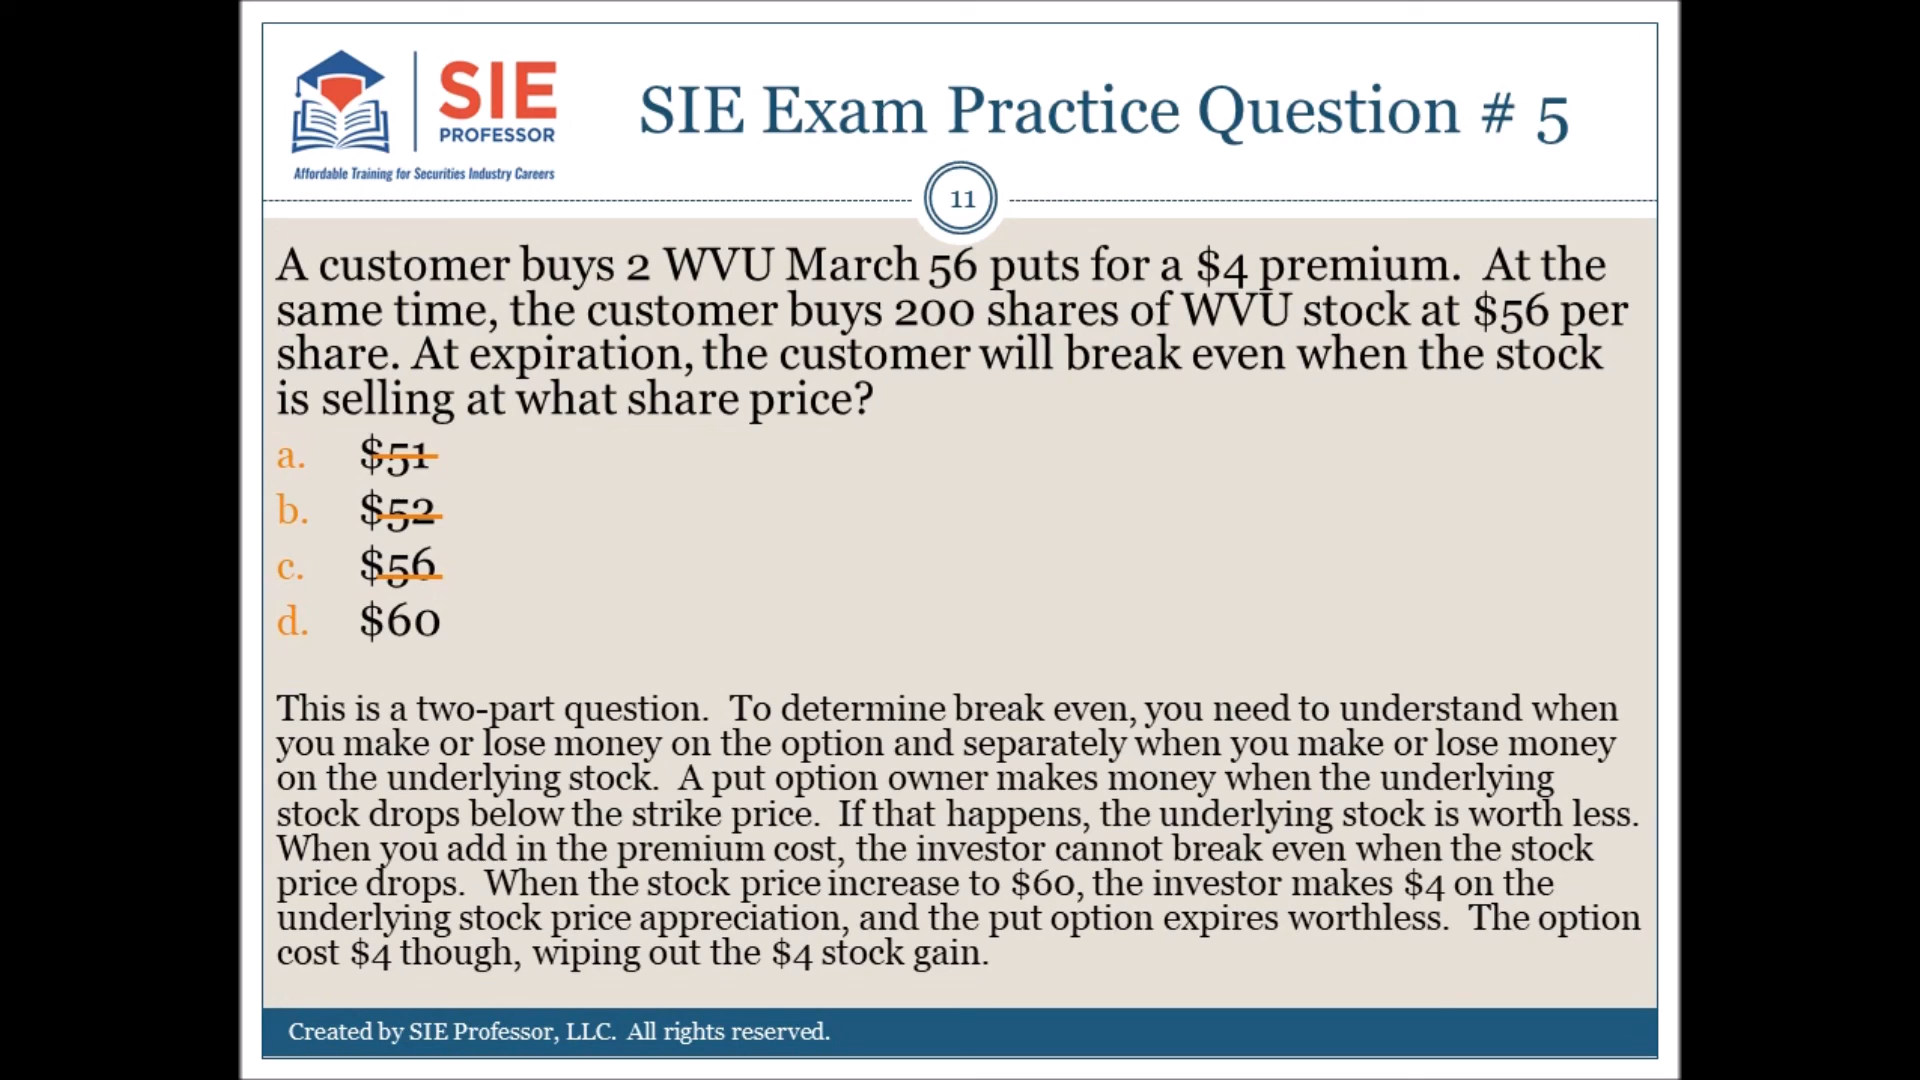 SIE
PROFESSOR
Affordable Training for Securities Industry Careers
SIE Exam Practice Question # 5
11
A customer buys 2 WVU March 56 puts for a $4 premium.  At the
same time, the customer buys 200 shares of WVU stock at $56 per
share. At expiration, the customer will break even when the stock
is selling at what share price?
a. $51
b. $52
c. $56
d. $60
This is a two-part question.  To determine break even, you need to understand when
you make or lose money on the option and separately when you make or lose money
on the underlying stock.  A put option owner makes money when the underlying
stock drops below the strike price.  If that happens, the underlying stock is worth less.
When you add in the premium cost, the investor cannot break even when the stock
price drops.  When the stock price increase to $60, the investor makes $4 on the
underlying stock price appreciation, and the put option expires worthless.  The option
cost $4 though, wiping out the $4 stock gain.
Created by SIE Professor, LLC.  All rights reserved.